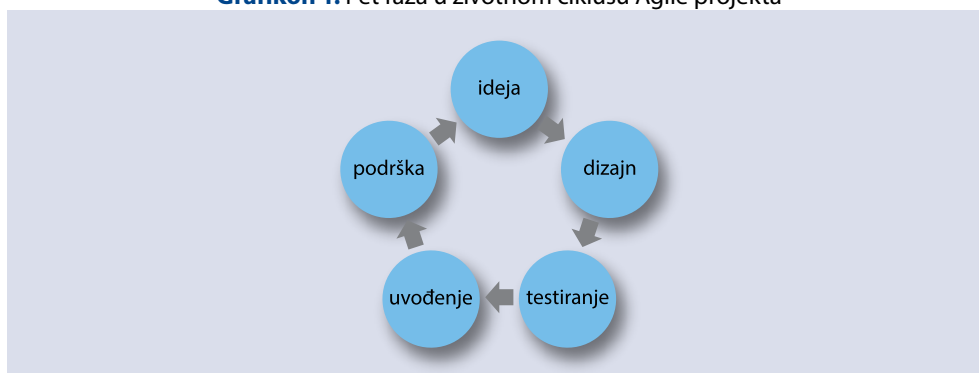 Grafikon 1. Pet faza u životnom ciklusu Agile projekta
ideja
dizajn
testiranje
uvođenje
podrška